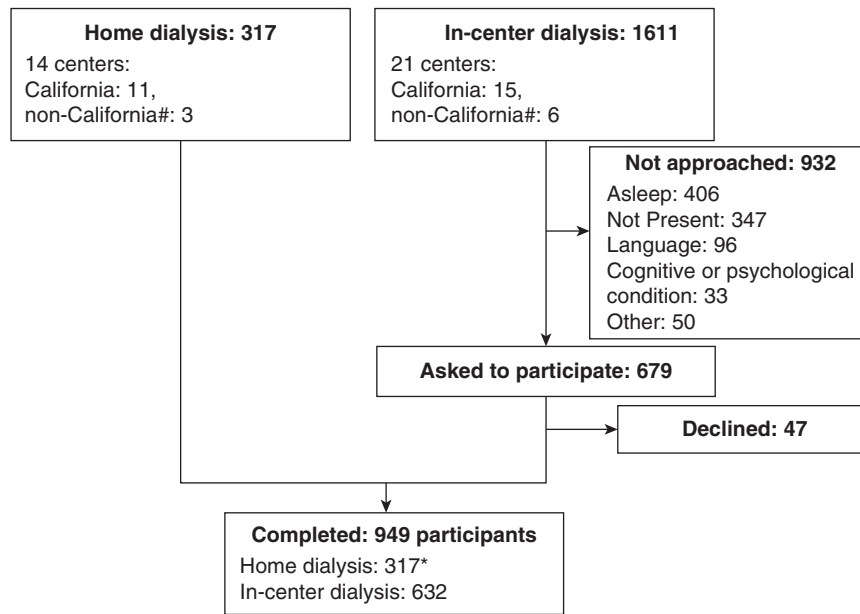 Home dialysis: 317
14 centers:
California: 11,
non-California#: 3
In-center dialysis: 1611
21 centers:
California: 15,
non-California#: 6
Not approached: 932
Asleep: 406
Not Present: 347
Language: 96
Cognitive or psychological
condition: 33
Other: 50
Asked to participate: 679
Declined: 47
Completed: 949 participants
Home dialysis: 317*
In-center dialysis: 632